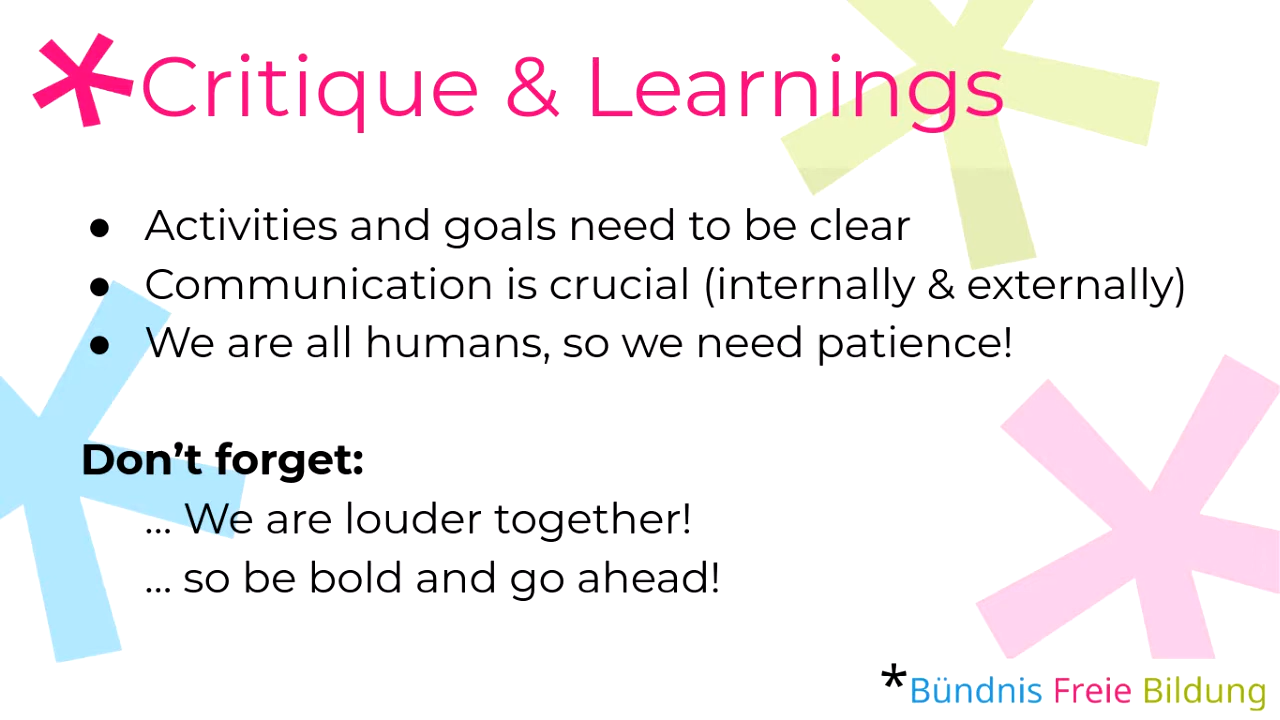 *Critique & Learnings
● Activities and goals need to be clear
● Communication is crucial (internally & externally)
● We are all humans, so we need patience!
Don’t forget:
... We are louder together!
... so be bold and go ahead!
*Bündnis Freie Bildung